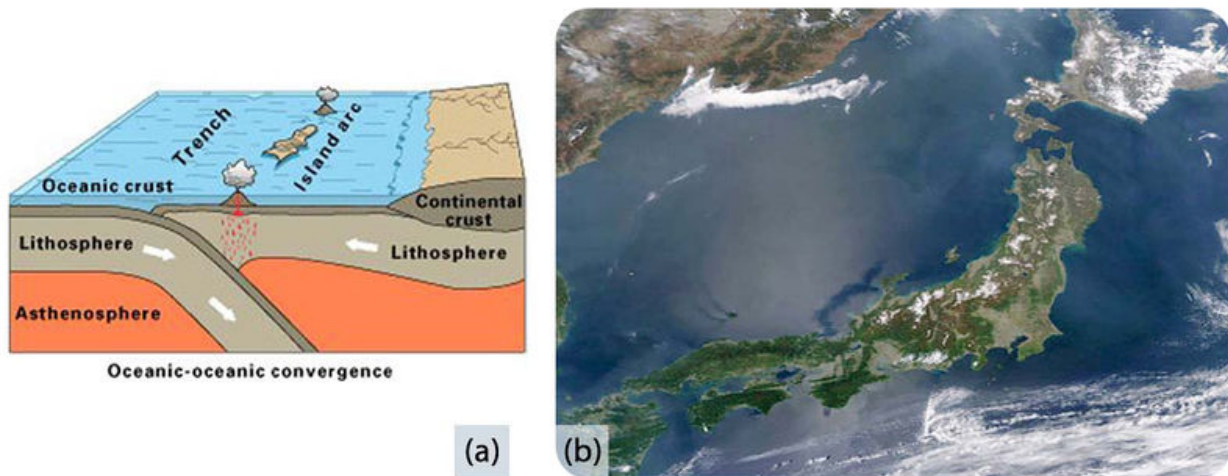 Trench
Island arc
Oceanic crust
Continental
crust
Lithosphere
Lithosphere
Asthenosphere
Oceanic-oceanic convergence
(a)
(b)